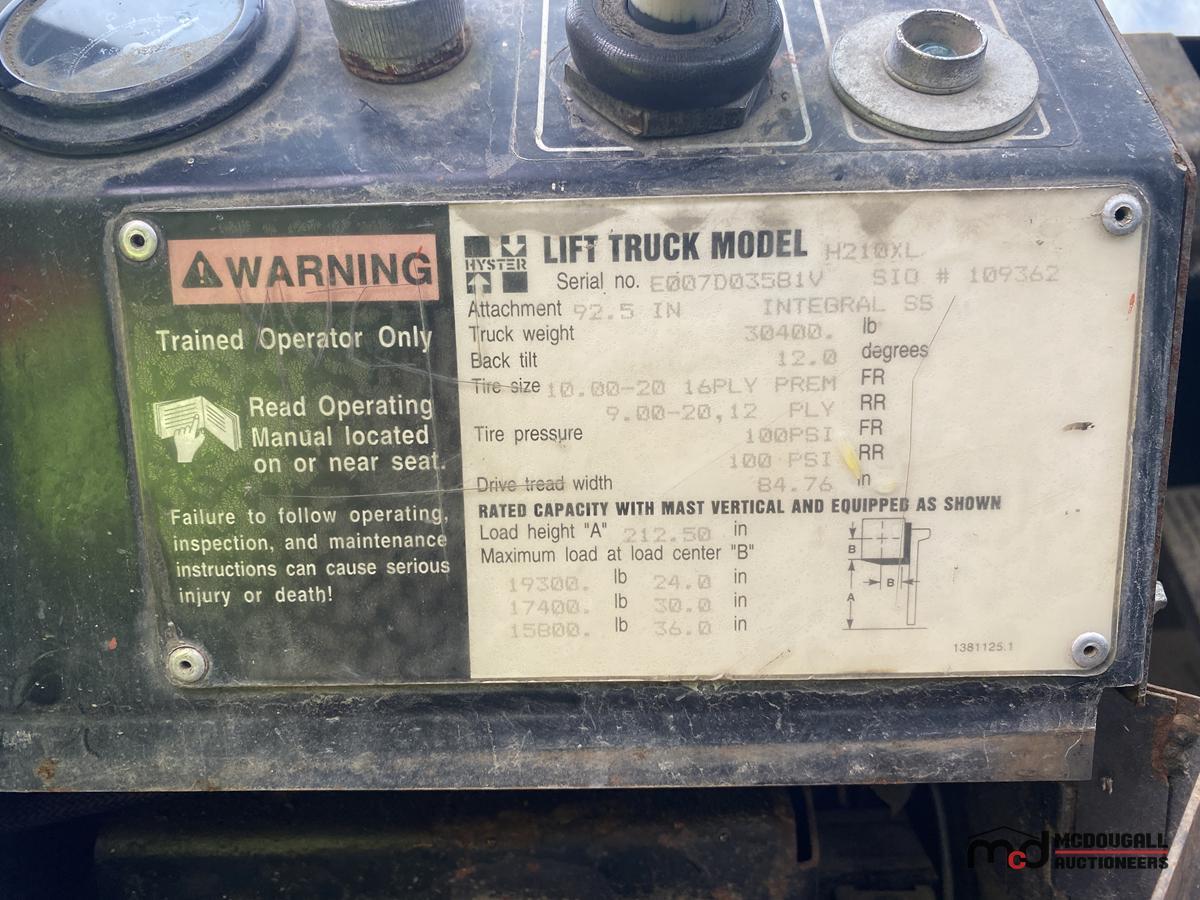 WARNING
Trained Operator Only
Read Operating
Manual located
on or near seat.
Failure to follow operating,
inspection, and maintenance
instructions can cause serious
injury or death!
HYSTER
LIFT TRUCK MODEL H210XL
Serial no. E007D03581V SIO # 109362
Attachment 92.5 IN INTEGRAL SS
Truck weight 30400. lb
Back tilt 12.0 degrees
Tire size 10.00-20 16PLY PREM FR
9.00-20,12 PLY RR
Tire pressure 100PSI FR
100 PSI RR
Drive tread width 84.76 in
RATED CAPACITY WITH MAST VERTICAL AND EQUIPPED AS SHOWN
Load height "A" 212.50 in
Maximum load at load center "B"
19300. lb 24.0 in
17400. lb 30.0 in
15800. lb 36.0 in
B
B
A
1381125.1
mcd MCDOUGALL
AUCTIONEERS